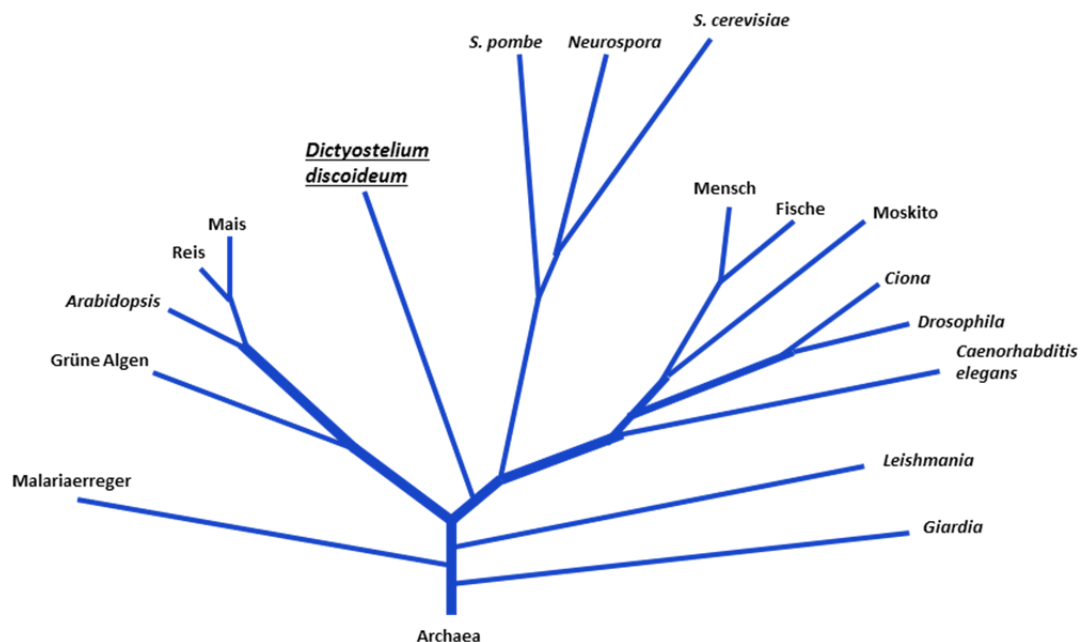 S. cerevisiae
S. pombe
Neurospora
Dictyostelium
discoideum
Mensch
Fische
Moskito
Mais
Reis
Ciona
Arabidopsis
Drosophila
Grüne Algen
Caenorhabditis
elegans
Leishmania
Malariaerreger
Giardia
Archaea